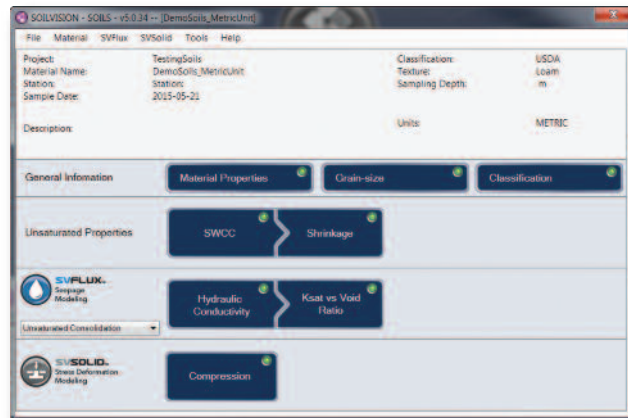 SOILVISION - SOILS - v5.0.34 -- [DemoSoils_MetricUnit]
File Material SVFlux SVSolid Tools Help
Project: TestingSoils Classification: USDA
Material Name: DemoSoils_MetricUnit Texture: Loam
Station: Station: Sampling Depth: m
Sample Date: 2015-05-21
Description: Units: METRIC
General Infomation Material Properties Grain-size Classification
Unsaturated Properties SWCC Shrinkage
SVFLUX™
Seepage
Modeling
Hydraulic Conductivity
Ksat vs Void Ratio
Unsaturated Consolidation
SVSOLID™
Stress Deformation
Modeling
Compression